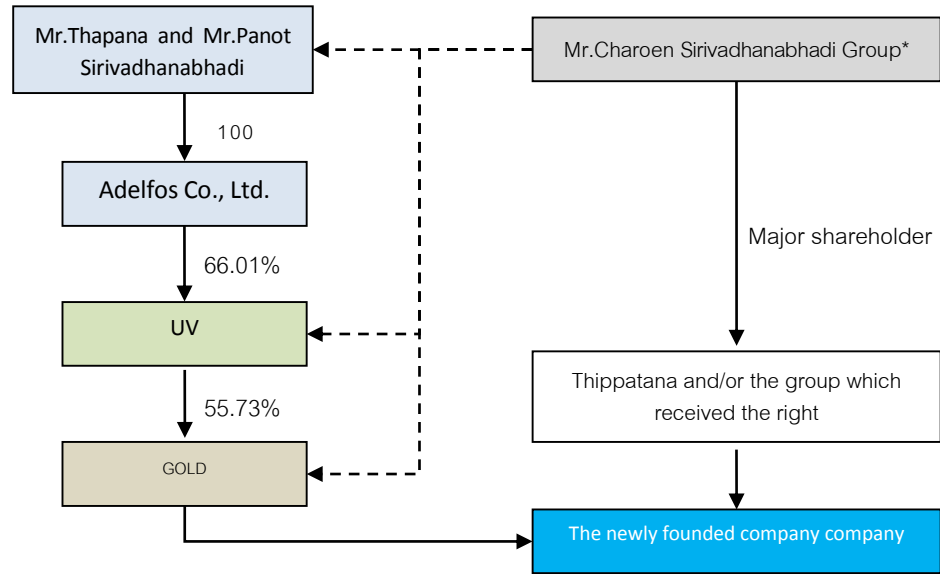 Mr.Thapana and Mr.Panot
Sirivadhanabhadi
Mr.Charoen Sirivadhanabhadi Group*
100
Adelfos Co., Ltd.
Major shareholder
66.01%
UV
Thippatana and/or the group which
received the right
55.73%
GOLD
The newly founded company company